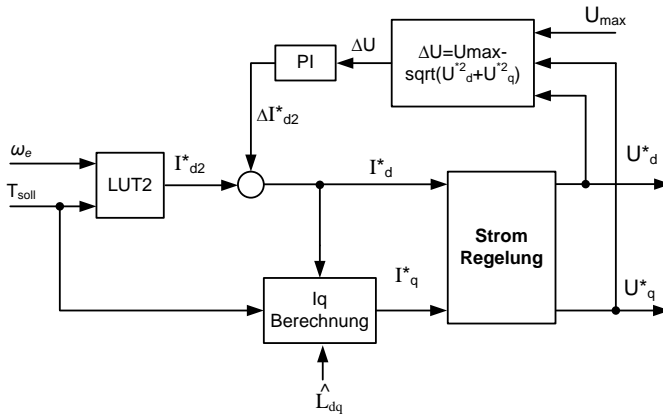 U_max
ΔU=Umax-
sqrt(U*2_d+U*2_q)
ΔU
PI
ΔI*_d2
ω_e
T_soll
LUT2
I*_d2
I*_d
U*_d
Strom
Regelung
Iq
Berechnung
I*_q
U*_q
L̂_dq